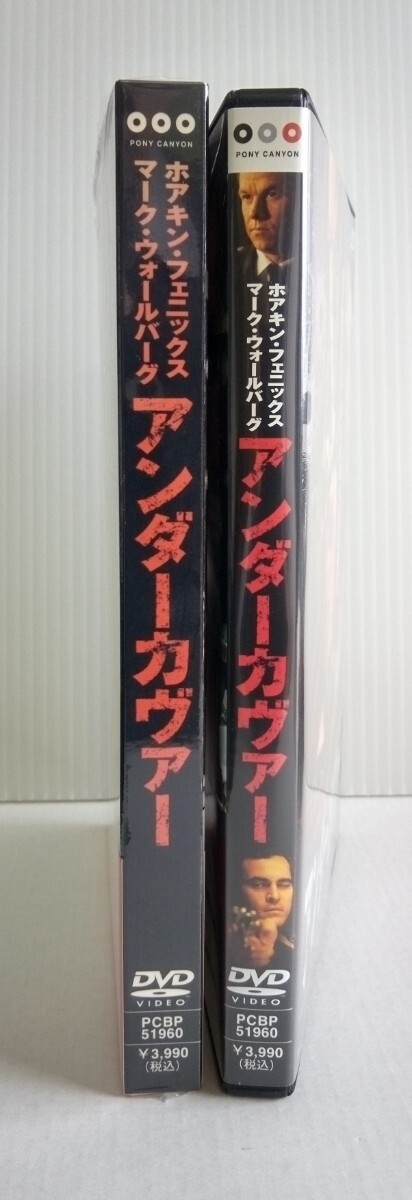 PONY CANYON
ホアキン・フェニックス
マーク・ウォールバーグ
アンダーカヴァー
DVD
VIDEO
PCBP
51960
￥3,990
(税込)
PONY CANYON
ホアキン・フェニックス
マーク・ウォールバーグ
アンダーカヴァー
DVD
VIDEO
PCBP
51960
￥3,990
(税込)